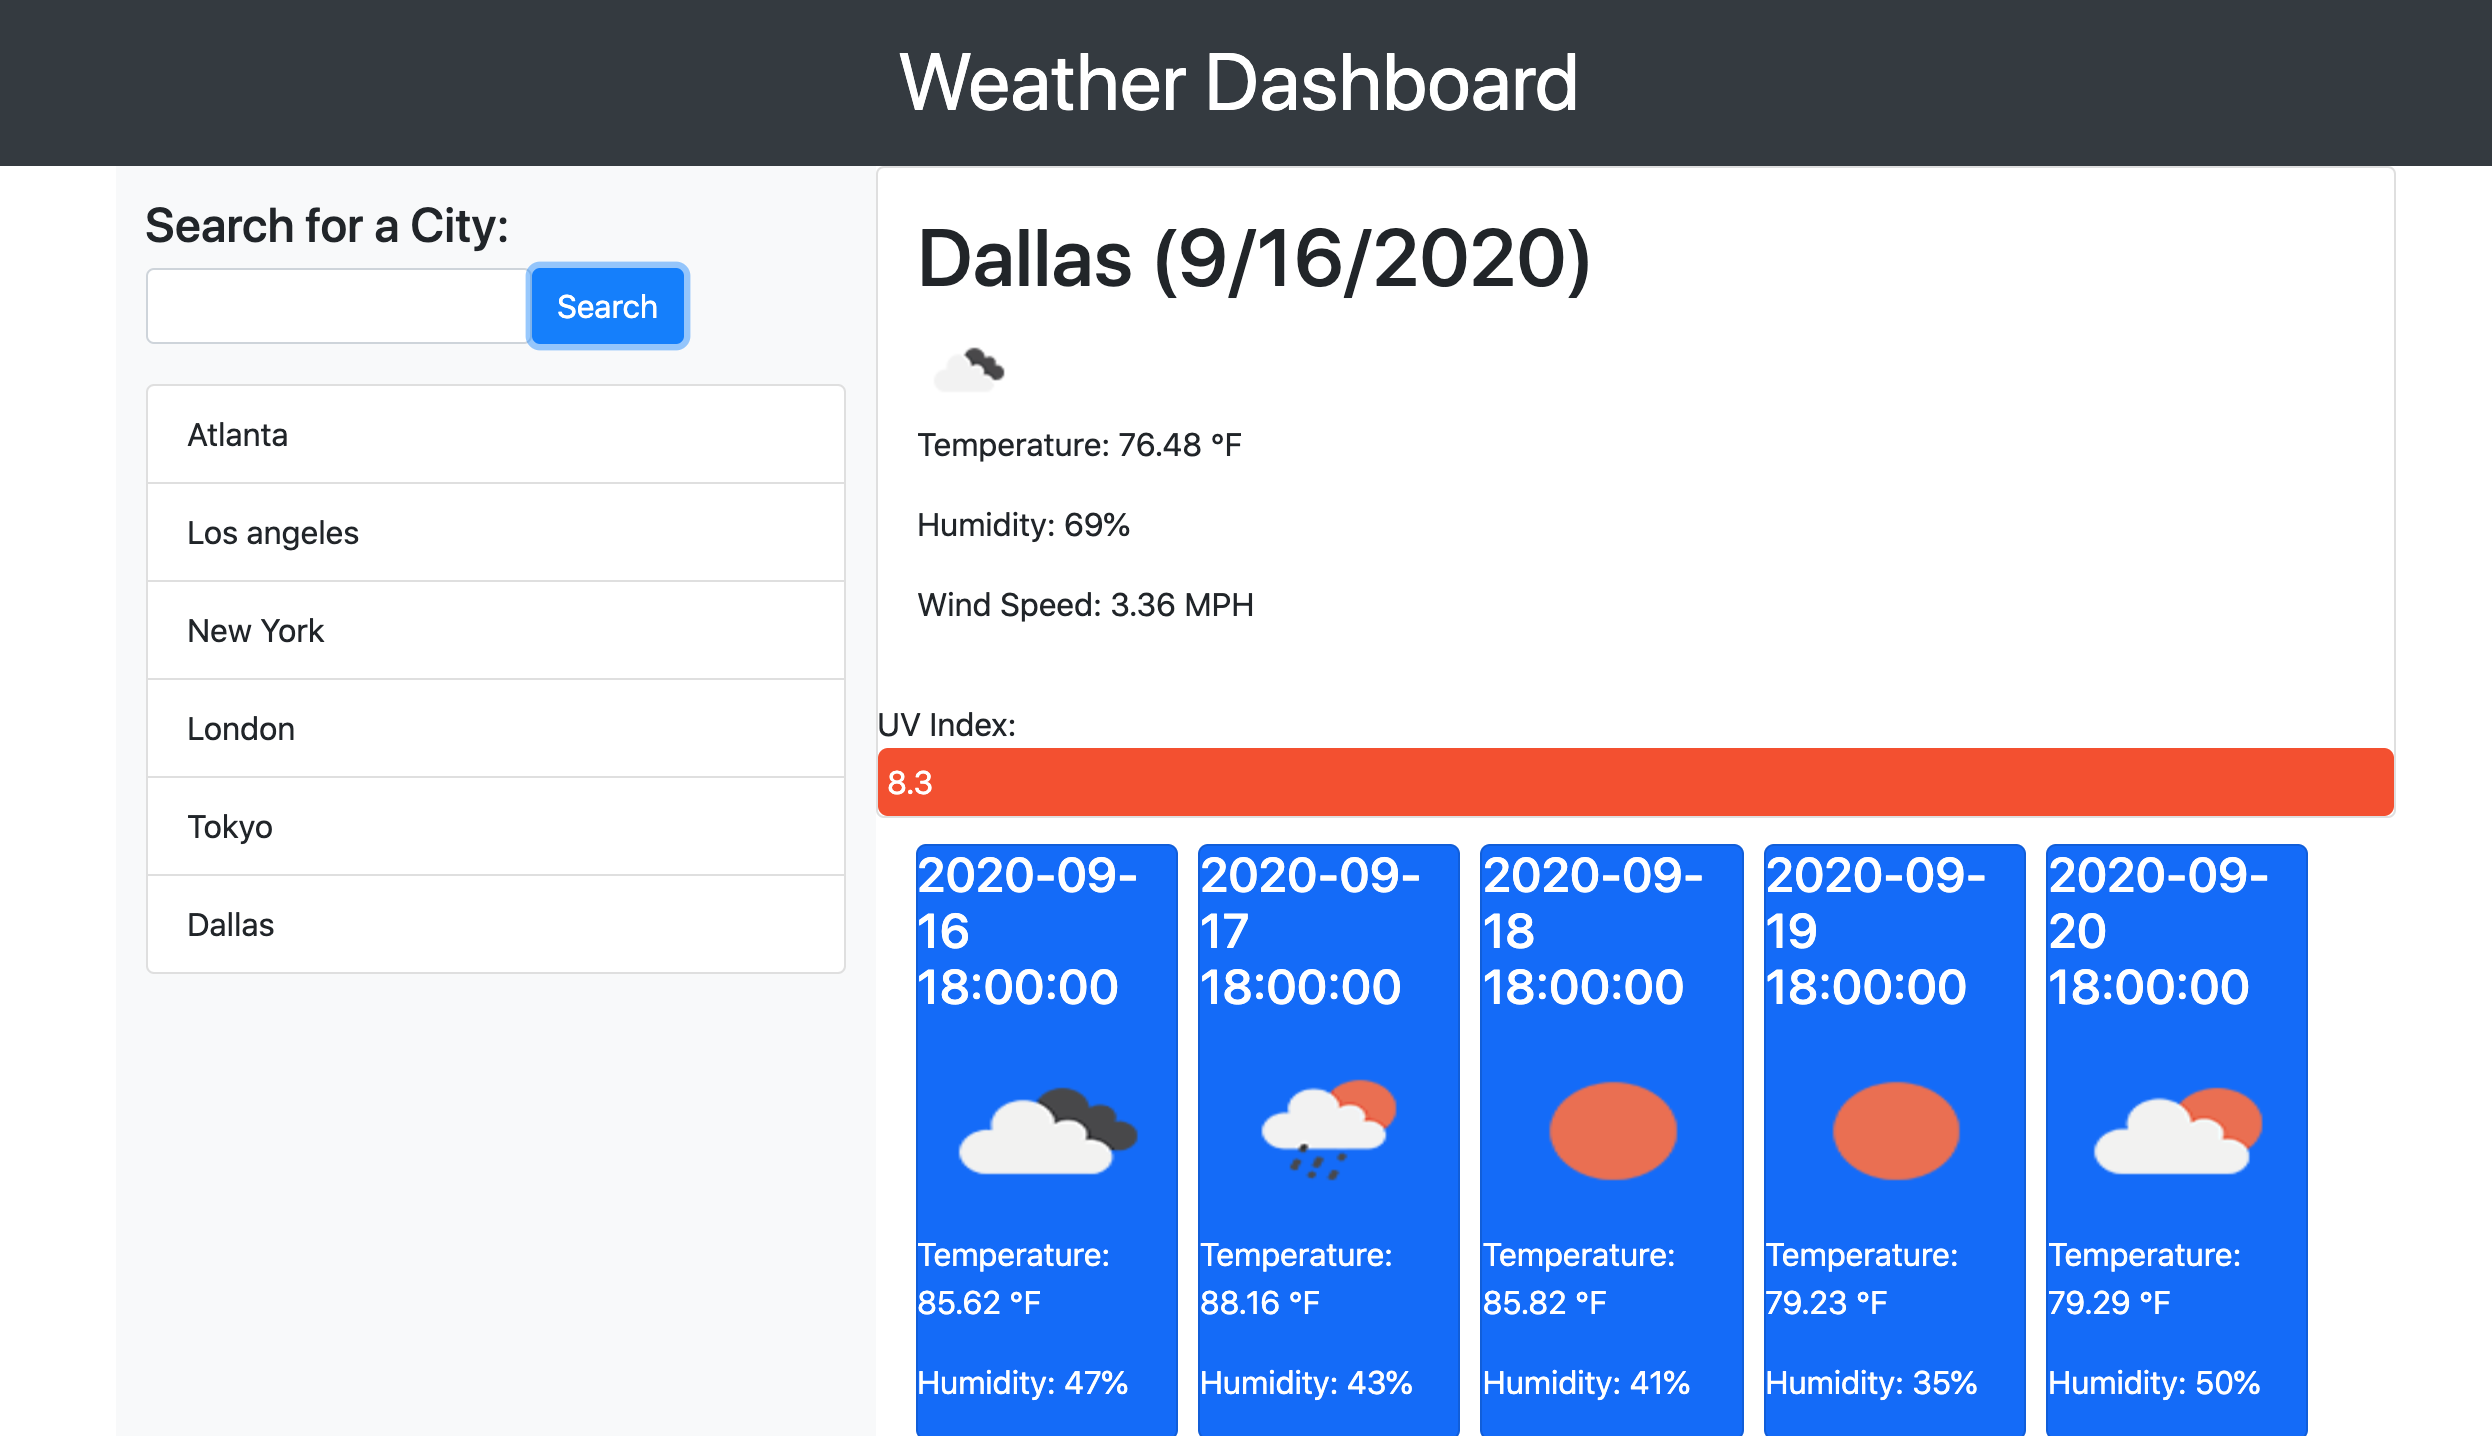 Weather Dashboard
Search for a City:
Search
Atlanta
Los angeles
New York
London
Tokyo
Dallas
Dallas (9/16/2020)
Temperature: 76.48 °F
Humidity: 69%
Wind Speed: 3.36 MPH
UV Index:
8.3
2020-09-
16
18:00:00
Temperature:
85.62 °F
Humidity: 47%
2020-09-
17
18:00:00
Temperature:
88.16 °F
Humidity: 43%
2020-09-
18
18:00:00
Temperature:
85.82 °F
Humidity: 41%
2020-09-
19
18:00:00
Temperature:
79.23 °F
Humidity: 35%
2020-09-
20
18:00:00
Temperature:
79.29 °F
Humidity: 50%